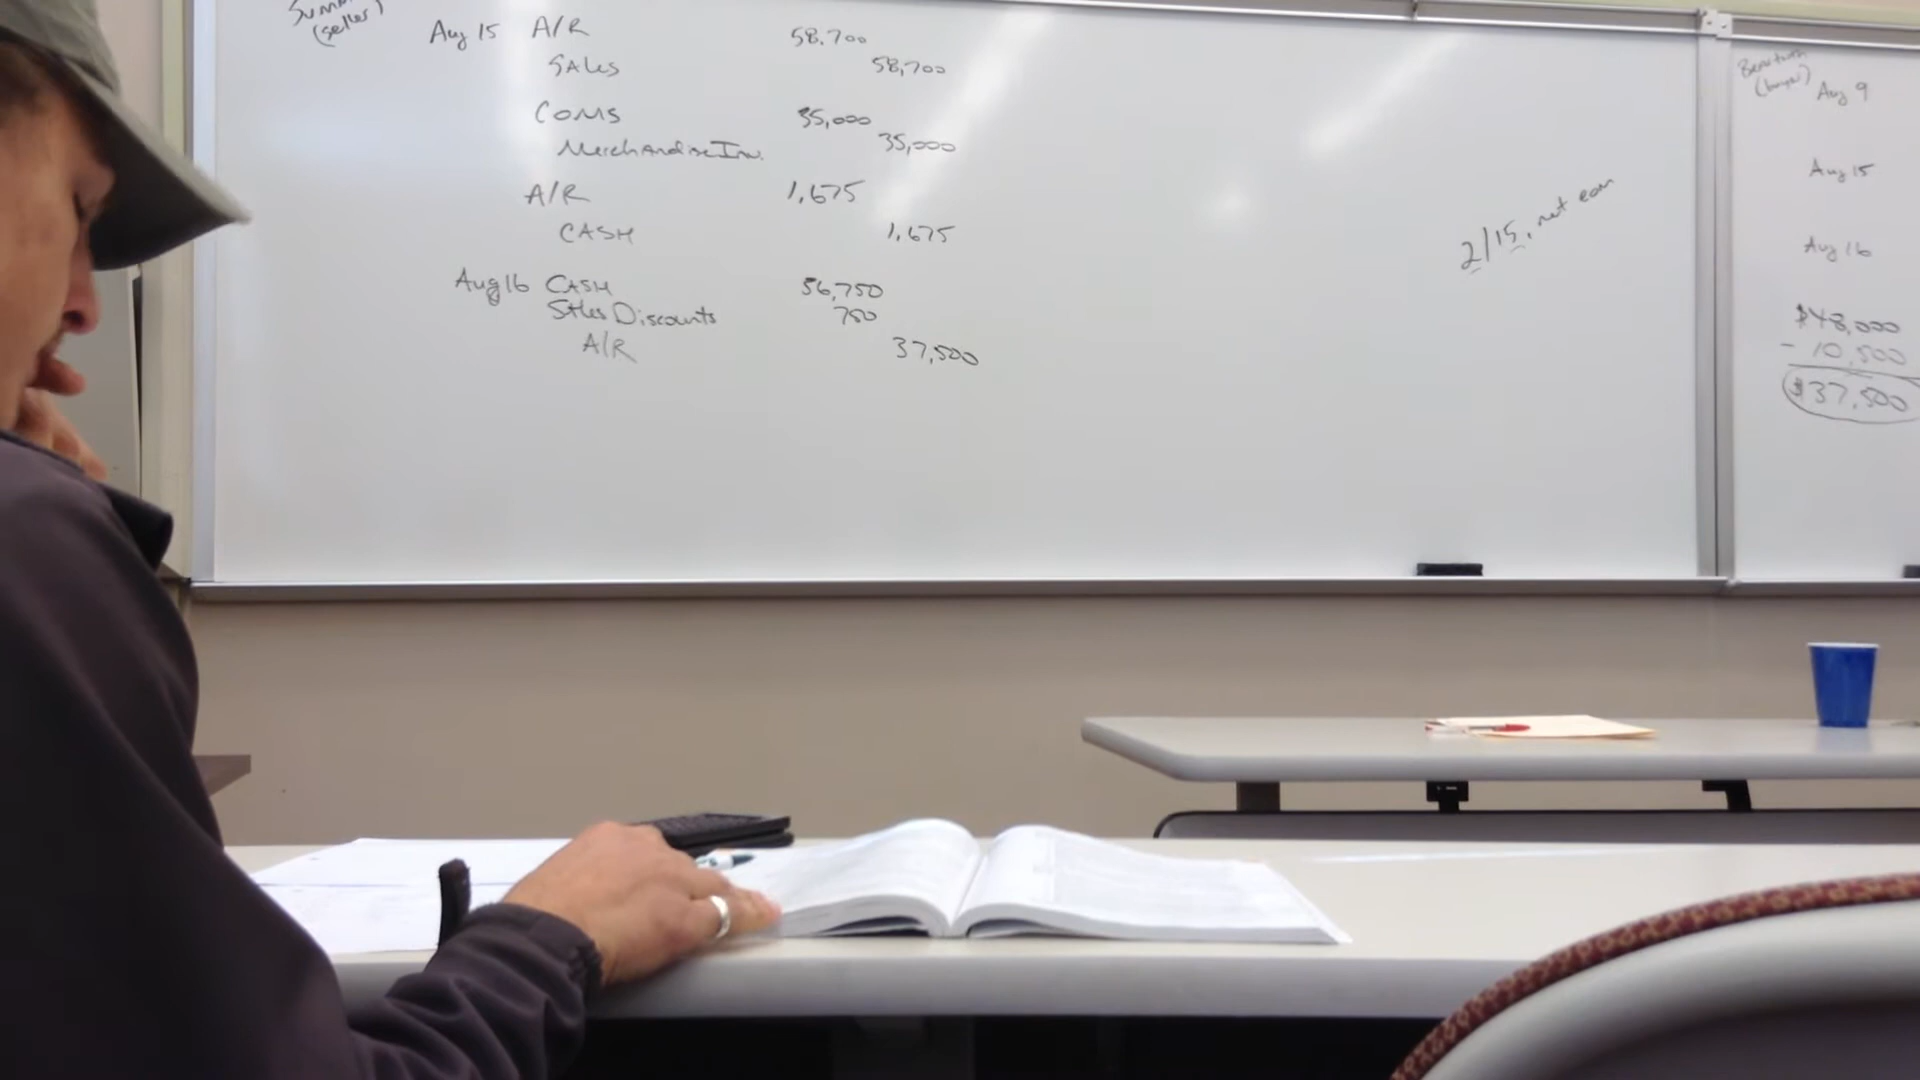 (seller)
Aug 15 A/R 58,700
Sales 58,700
COMS 35,000
Merchandise Inv. 35,000
A/R 1,675
CASH 1,675
Aug 16 CASH 56,750
Sales Discounts 750
A/R 37,500
2/15, net eom
(buyer) Aug 9
Aug 15
Aug 16
$48,000
- 10,500
$37,500